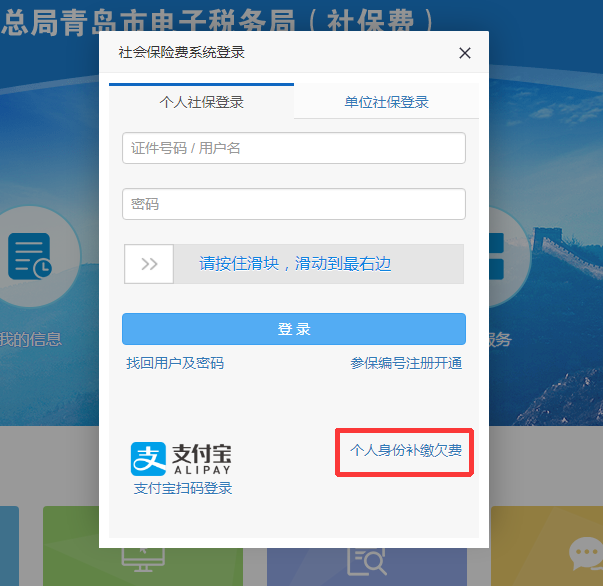 总局青岛市电子税务局（社保费）
社会保险费系统登录
个人社保登录
单位社保登录
证件号码 / 用户名
密码
请按住滑块，滑动到最右边
我的信息
服务
登 录
找回用户及密码
参保编号注册开通
支付宝
ALIPAY
个人身份补缴欠费
支付宝扫码登录